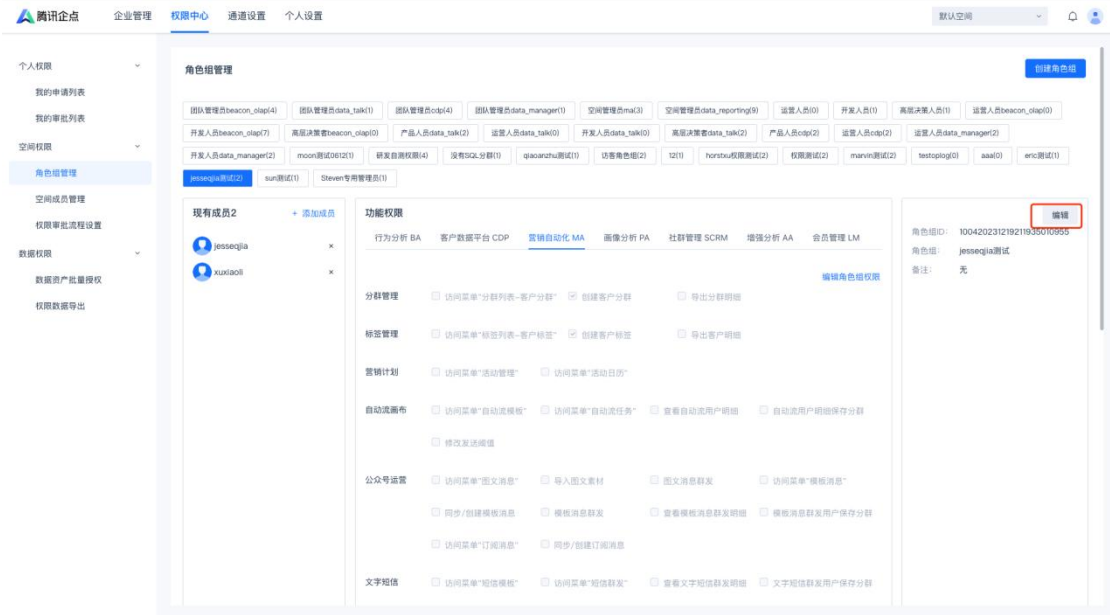 腾讯企点 企业管理 权限中心 通道设置 个人设置 默认空间
个人权限
我的申请列表
我的审批列表
空间权限
角色组管理
空间成员管理
权限审批流程设置
数据权限
数据资产批量授权
权限数据导出
角色组管理 创建角色组
团队管理员beacon_olap(4) 团队管理员data_talk(1) 团队管理员cdp(4) 团队管理员data_manager(1) 空间管理员ma(3) 空间管理员data_reporting(9) 运营人员(0) 开发人员(1) 高层决策人员(1) 运营人员beacon_olap(0)
开发人员beacon_olap(7) 高层决策者beacon_olap(0) 产品人员data_talk(2) 运营人员data_talk(0) 开发人员data_talk(0) 高层决策者data_talk(2) 产品人员cdp(2) 运营人员cdp(2) 运营人员data_manager(2)
开发人员data_manager(2) moon测试0612(1) 研发自测权限(4) 没有SQL分群(1) qiaoanzhu测试(1) 访客角色组(2) 12(1) horstxu权限测试(2) 权限测试(2) marvin测试(2) testoplog(0) aaa(0) eric测试(1)
jesseqjia测试(2) sun测试(1) Steven专用管理员(1)
现有成员2 + 添加成员
jesseqjia ×
xuxiaoli ×
功能权限
行为分析 BA 客户数据平台 CDP 营销自动化 MA 画像分析 PA 社群管理 SCRM 增强分析 AA 会员管理 LM
编辑角色组权限
分群管理 访问菜单“分群列表-客户分群” 创建客户分群 导出分群明细
标签管理 访问菜单“标签列表-客户标签” 创建客户标签 导出客户明细
营销计划 访问菜单“活动管理” 访问菜单“活动日历”
自动流画布 访问菜单“自动流模板” 访问菜单“自动流任务” 查看自动流用户明细 自动流用户明细保存分群
修改发送阈值
公众号运营 访问菜单“图文消息” 导入图文素材 图文消息群发 访问菜单“模板消息”
同步/创建模板消息 模板消息群发 查看模板消息群发明细 模板消息群发用户保存分群
访问菜单“订阅消息” 同步/创建订阅消息
文字短信 访问菜单“短信模板” 访问菜单“短信群发” 查看文字短信群发明细 文字短信群发用户保存分群
编辑
角色组ID: 1004202312192119350109​55
角色组: jesseqjia测试
备注: 无